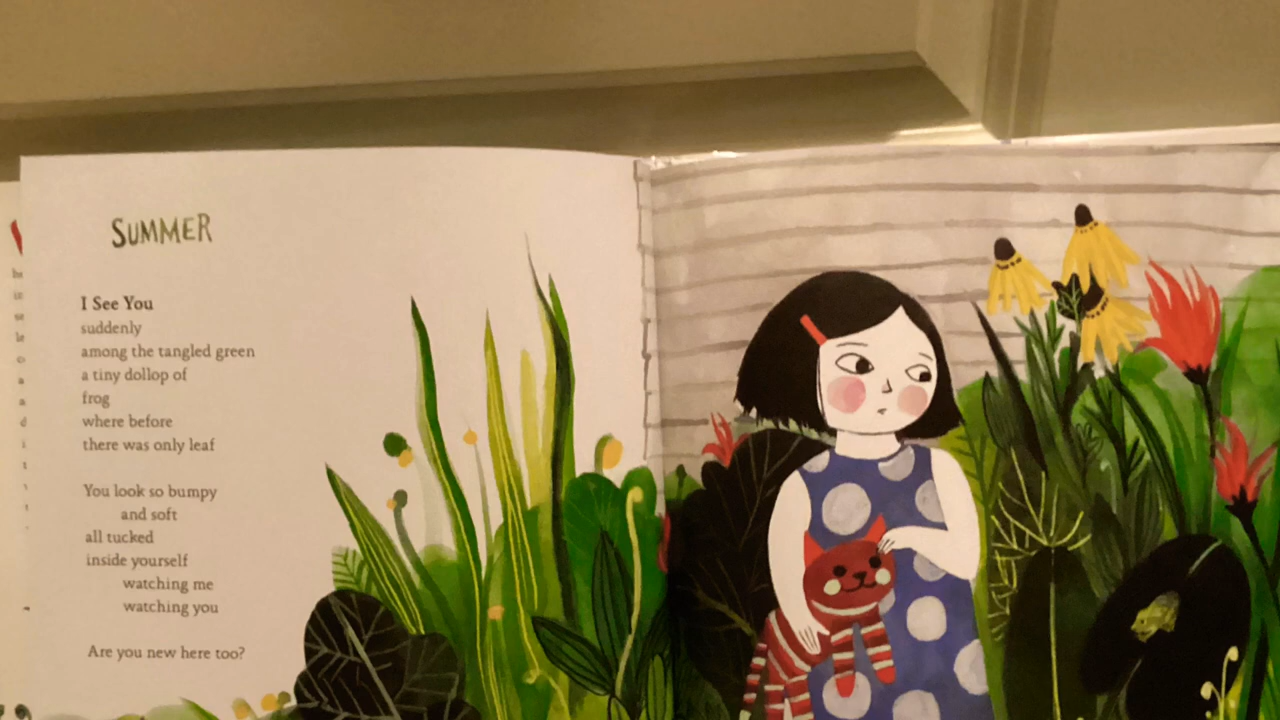 SUMMER
I See You
suddenly
among the tangled green
a tiny dollop of
frog
where before
there was only leaf
You look so bumpy
and soft
all tucked
inside yourself
watching me
watching you
Are you new here too?